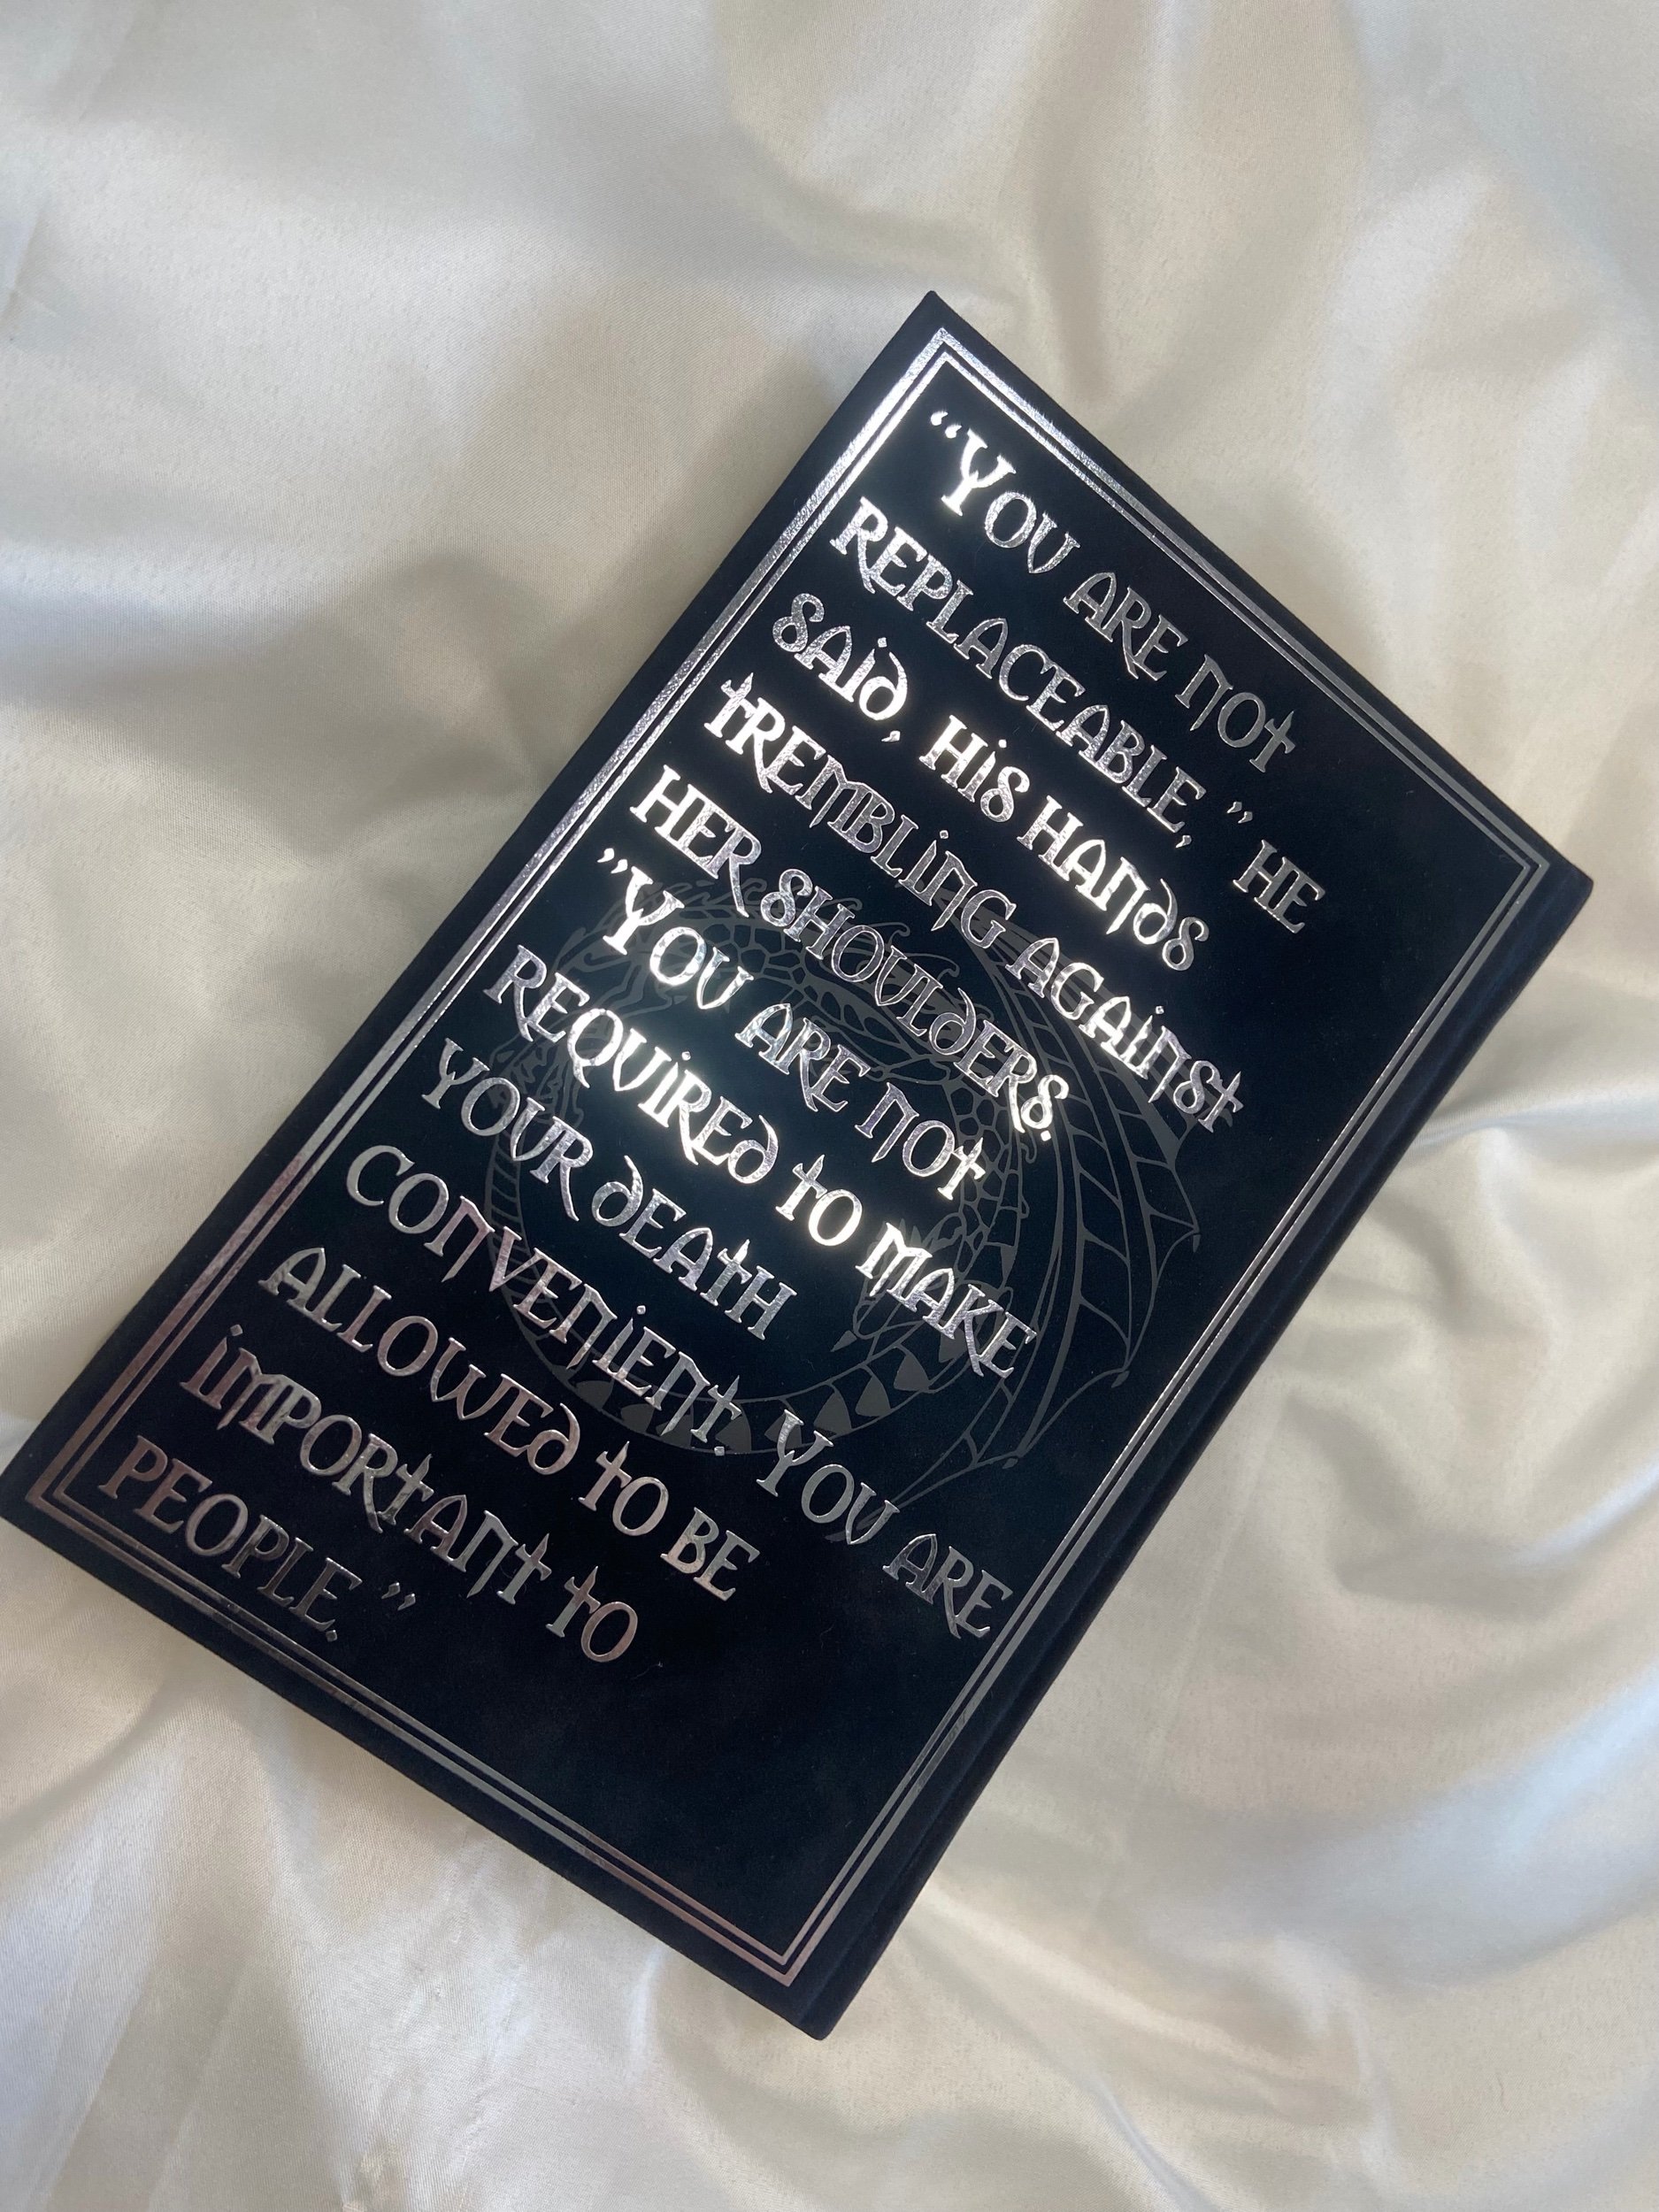 “YOU ARE NOT
REPLACEABLE,” HE
SAID, HIS HANDS
TREMBLING AGAINST
HER SHOULDERS.
”YOU ARE NOT
REQUIRED TO MAKE
YOUR DEATH
CONVENIENT. YOU ARE
ALLOWED TO BE
IMPORTANT TO
PEOPLE.”